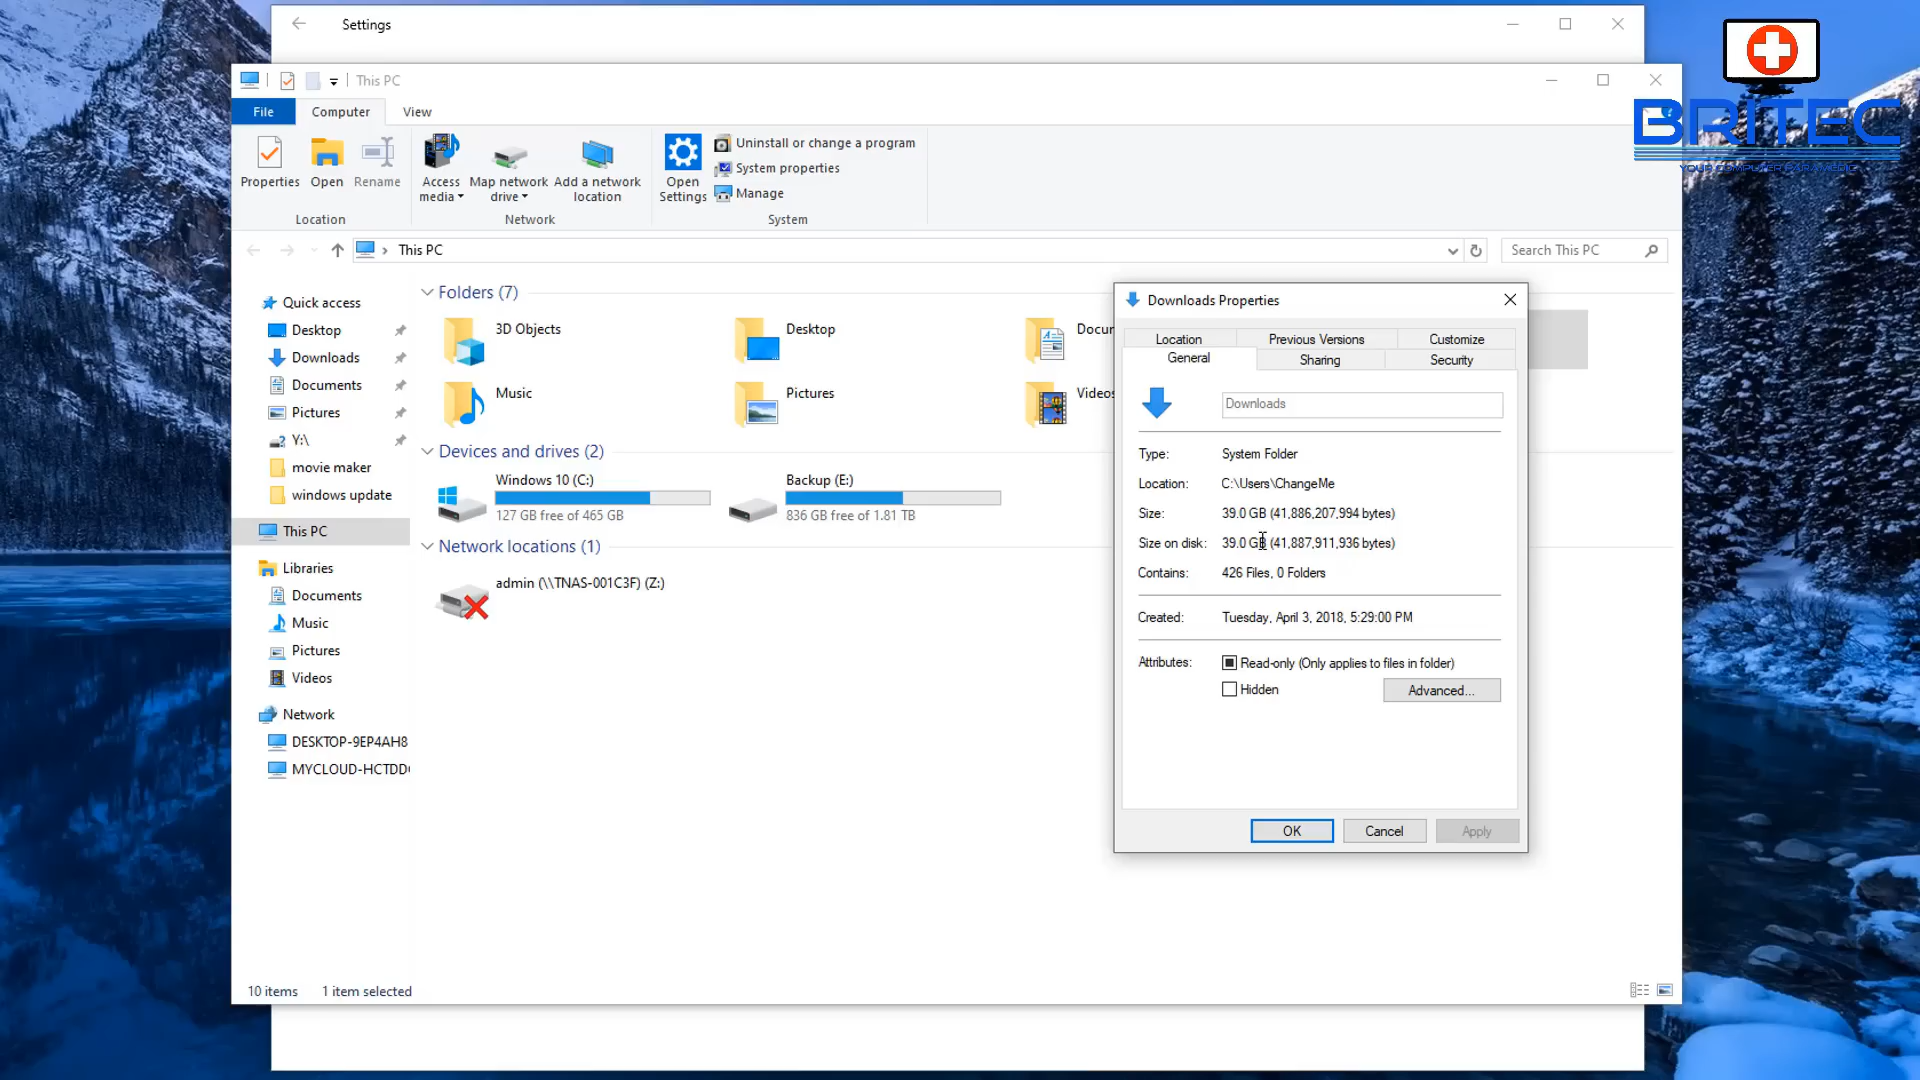 Settings
This PC
File
Computer
View
Properties
Open
Rename
Access media
Map network drive
Add a network location
Open Settings
Uninstall or change a program
System properties
Manage
Location
Network
System
This PC
Search This PC
BRITEC
YOUR COMPUTER PARAMEDIC
Quick access
Desktop
Downloads
Documents
Pictures
Y:\
movie maker
windows update
This PC
Libraries
Documents
Music
Pictures
Videos
Network
DESKTOP-9EP4AH8
MYCLOUD-HCTDD
Folders (7)
3D Objects
Desktop
Docu
Music
Pictures
Videos
Devices and drives (2)
Windows 10 (C:)
127 GB free of 465 GB
Backup (E:)
836 GB free of 1.81 TB
Network locations (1)
admin (\\TNAS-001C3F) (Z:)
Downloads Properties
Location
Previous Versions
Customize
General
Sharing
Security
Downloads
Type: System Folder
Location: C:\Users\ChangeMe
Size: 39.0 GB (41,886,207,994 bytes)
Size on disk: 39.0 GB (41,887,911,936 bytes)
Contains: 426 Files, 0 Folders
Created: Tuesday, April 3, 2018, 5:29:00 PM
Attributes: Read-only (Only applies to files in folder)
Hidden
Advanced...
OK
Cancel
Apply
10 items
1 item selected